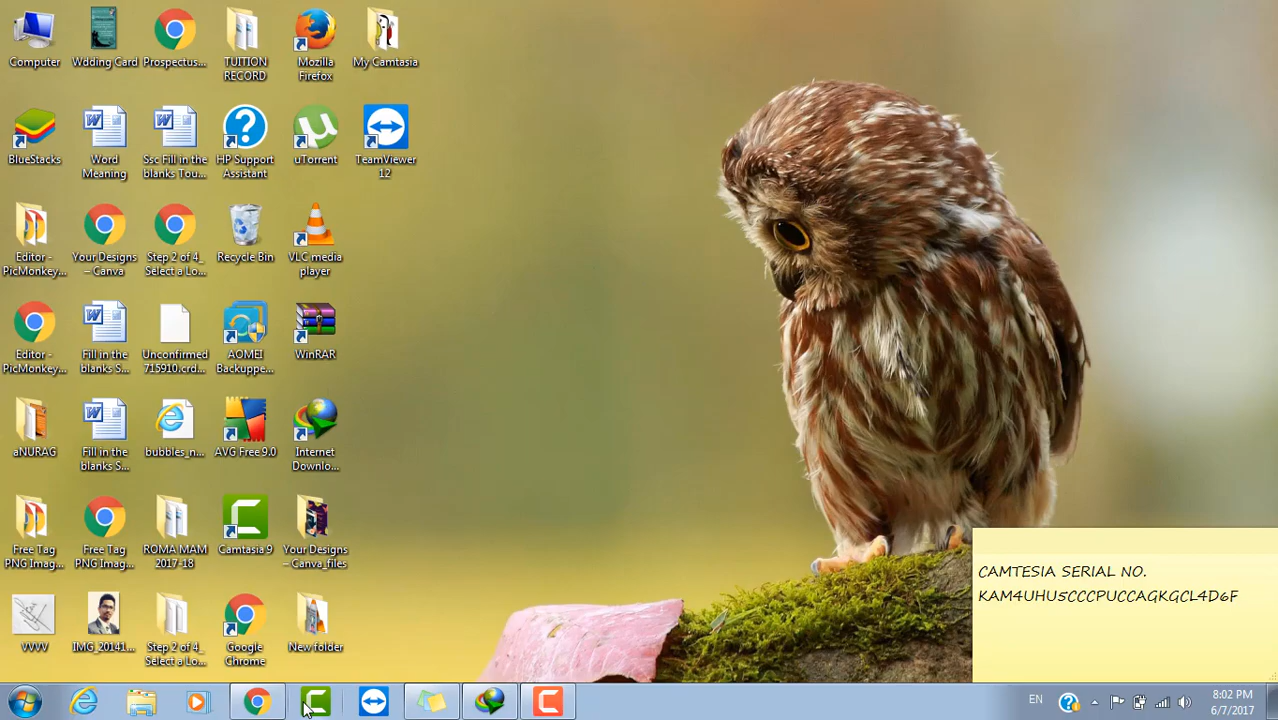 Computer
Wdding Card
Prospectus...
TUITION
RECORD
Mozilla
Firefox
My Camtasia
BlueStacks
Word
Meaning
Ssc Fill in the
blanks Tou...
HP Support
Assistant
uTorrent
TeamViewer
12
Editor -
PicMonkey...
Your Designs
– Canva
Step 2 of 4_
Select a Lo...
Recycle Bin
VLC media
player
Editor -
PicMonkey...
Fill in the
blanks S...
Unconfirmed
715910.crd...
AOMEI
Backuppe...
WinRAR
aNURAG
Fill in the
blanks S...
bubbles_n...
AVG Free 9.0
Internet
Downlo...
Free Tag
PNG Imag...
Free Tag
PNG Imag...
ROMA MAM
2017-18
Camtasia 9
Your Designs
– Canva_files
VVVV
IMG_20141...
Step 2 of 4_
Select a Lo...
Google
Chrome
New folder
CAMTESIA SERIAL NO.
KAM4UHU5CCCPUCCAGKGCL4D6F
EN
8:02 PM
6/7/2017